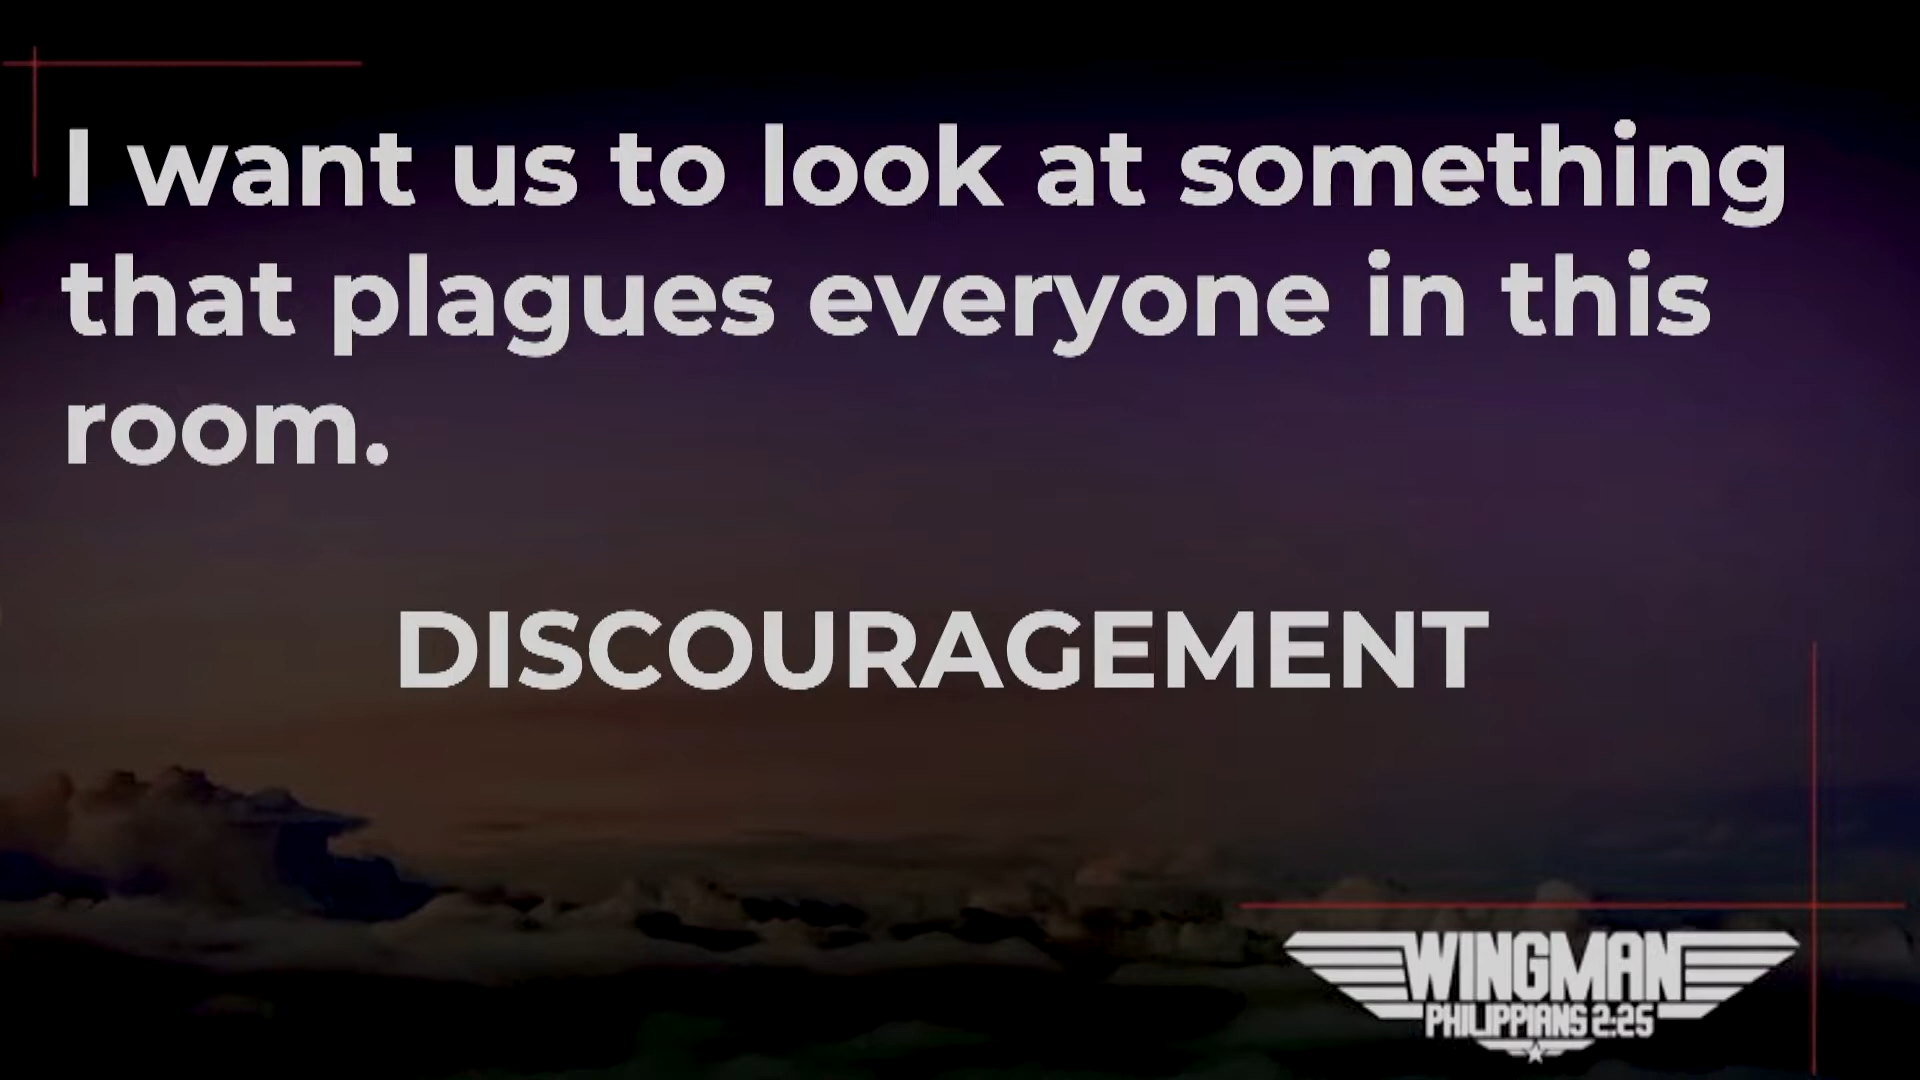 I want us to look at something
that plagues everyone in this
room.
DISCOURAGEMENT
WINGMAN
PHILIPPIANS 2:25